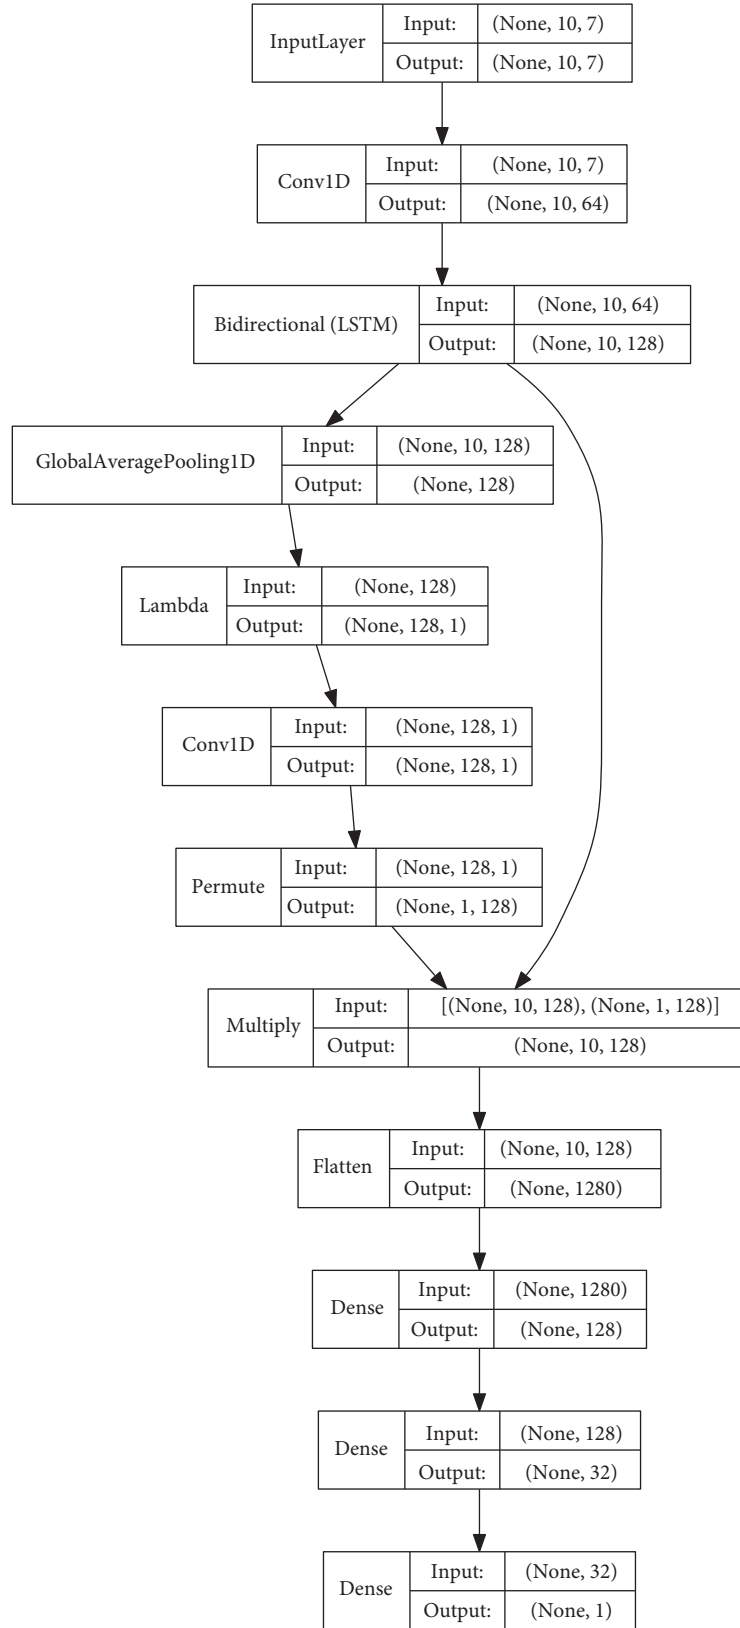 InputLayer
Input: (None, 10, 7)
Output: (None, 10, 7)
Conv1D
Input: (None, 10, 7)
Output: (None, 10, 64)
Bidirectional (LSTM)
Input: (None, 10, 64)
Output: (None, 10, 128)
GlobalAveragePooling1D
Input: (None, 10, 128)
Output: (None, 128)
Lambda
Input: (None, 128)
Output: (None, 128, 1)
Conv1D
Input: (None, 128, 1)
Output: (None, 128, 1)
Permute
Input: (None, 128, 1)
Output: (None, 1, 128)
Multiply
Input: [(None, 10, 128), (None, 1, 128)]
Output: (None, 10, 128)
Flatten
Input: (None, 10, 128)
Output: (None, 1280)
Dense
Input: (None, 1280)
Output: (None, 128)
Dense
Input: (None, 128)
Output: (None, 32)
Dense
Input: (None, 32)
Output: (None, 1)